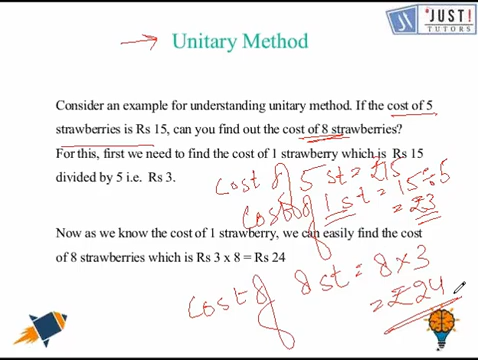 JUST!
TUTORS
Unitary Method
Consider an example for understanding unitary method. If the cost of 5
strawberries is Rs 15, can you find out the cost of 8 strawberries?
For this, first we need to find the cost of 1 strawberry which is Rs 15
divided by 5 i.e. Rs 3.
cost of 5 st = ₹15
cost of 1 st = 15 ÷ 5
= ₹3
Now as we know the cost of 1 strawberry, we can easily find the cost
of 8 strawberries which is Rs 3 x 8 = Rs 24
cost of 8 st = 8 × 3
= ₹24